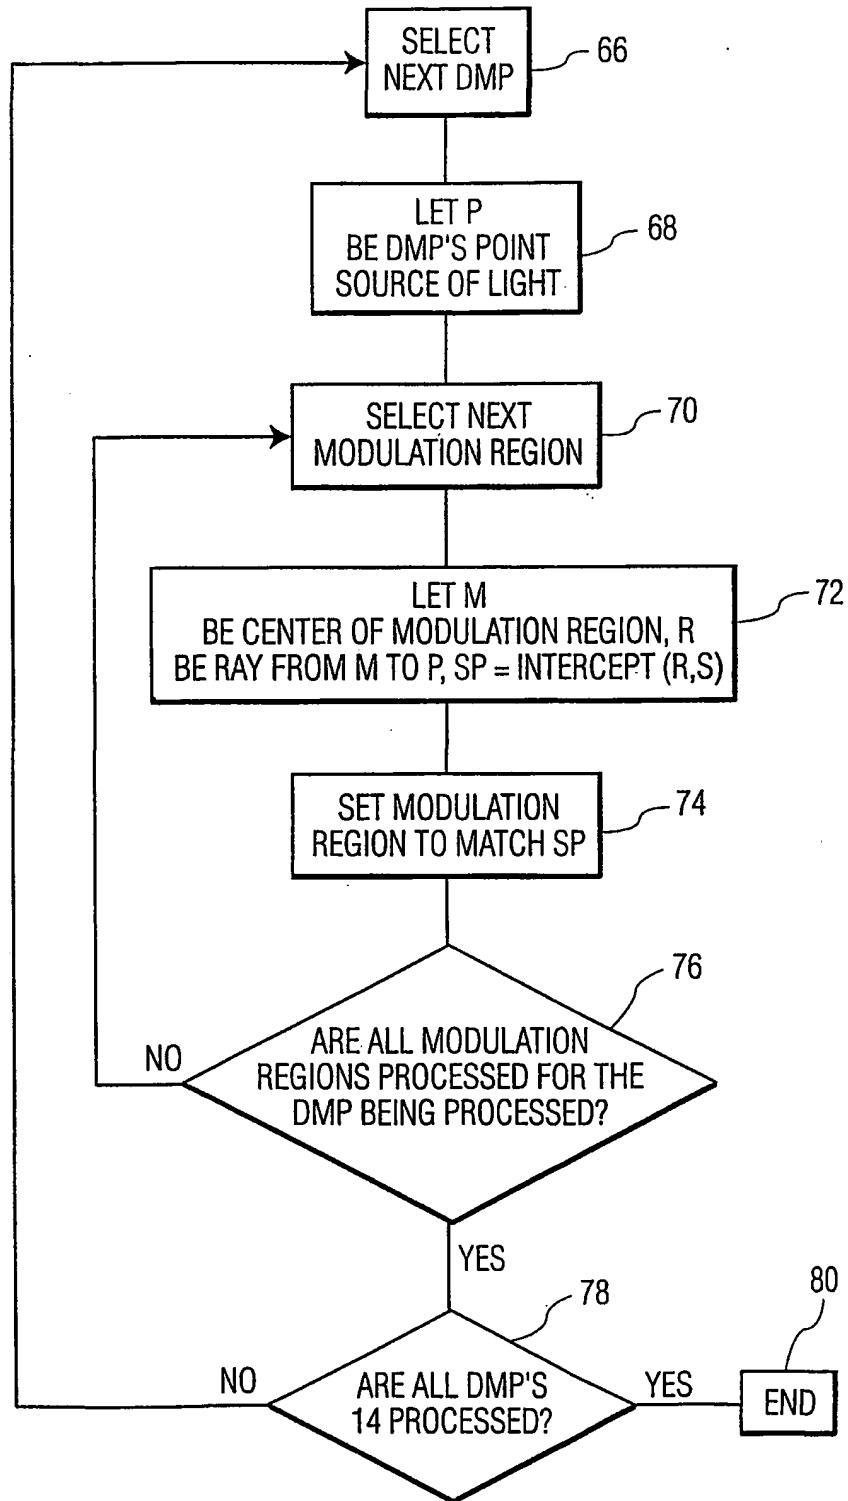 SELECT
NEXT DMP
66
LET P
BE DMP'S POINT
SOURCE OF LIGHT
68
SELECT NEXT
MODULATION REGION
70
LET M
BE CENTER OF MODULATION REGION, R
BE RAY FROM M TO P, SP = INTERCEPT (R,S)
72
SET MODULATION
REGION TO MATCH SP
74
76
ARE ALL MODULATION
REGIONS PROCESSED FOR THE
DMP BEING PROCESSED?
NO
YES
78
80
ARE ALL DMP'S
14 PROCESSED?
NO
YES
END